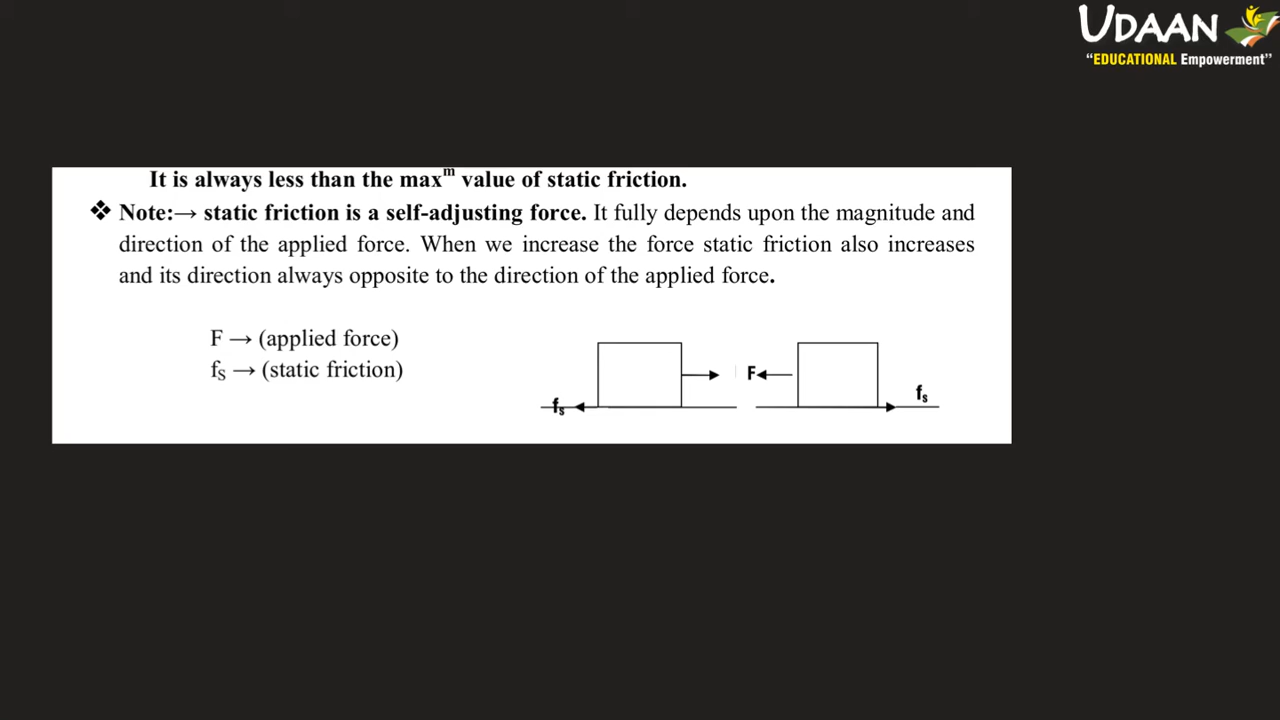 UDAAN
“EDUCATIONAL Empowerment”
It is always less than the maxᵐ value of static friction.
❖ Note:→ static friction is a self-adjusting force. It fully depends upon the magnitude and
direction of the applied force. When we increase the force static friction also increases
and its direction always opposite to the direction of the applied force.
F → (applied force)
fs → (static friction)
F
fs
fs